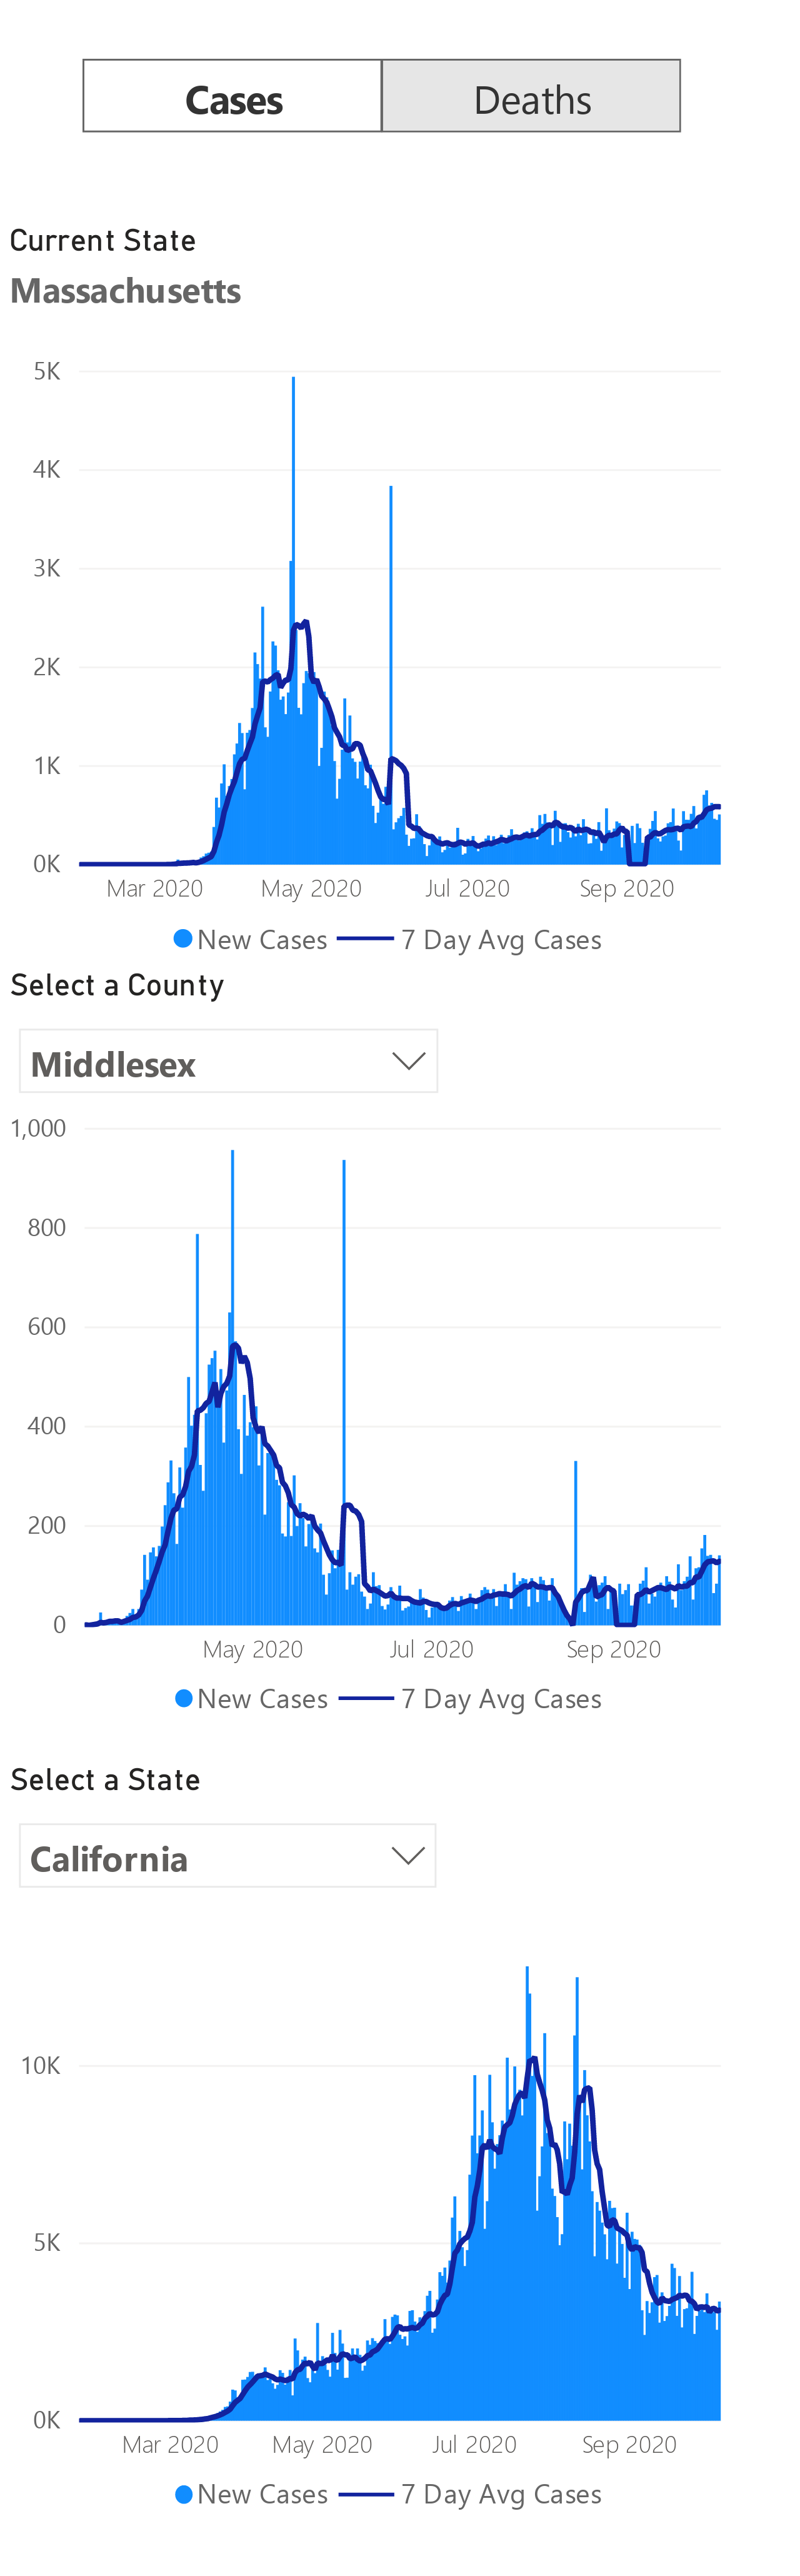 Cases Deaths
Current State
Massachusetts
5K
4K
3K
2K
1K
0K
Mar 2020 May 2020 Jul 2020 Sep 2020
New Cases 7 Day Avg Cases
Select a County
Middlesex
1,000
800
600
400
200
0
May 2020 Jul 2020 Sep 2020
New Cases 7 Day Avg Cases
Select a State
California
10K
5K
0K
Mar 2020 May 2020 Jul 2020 Sep 2020
New Cases 7 Day Avg Cases